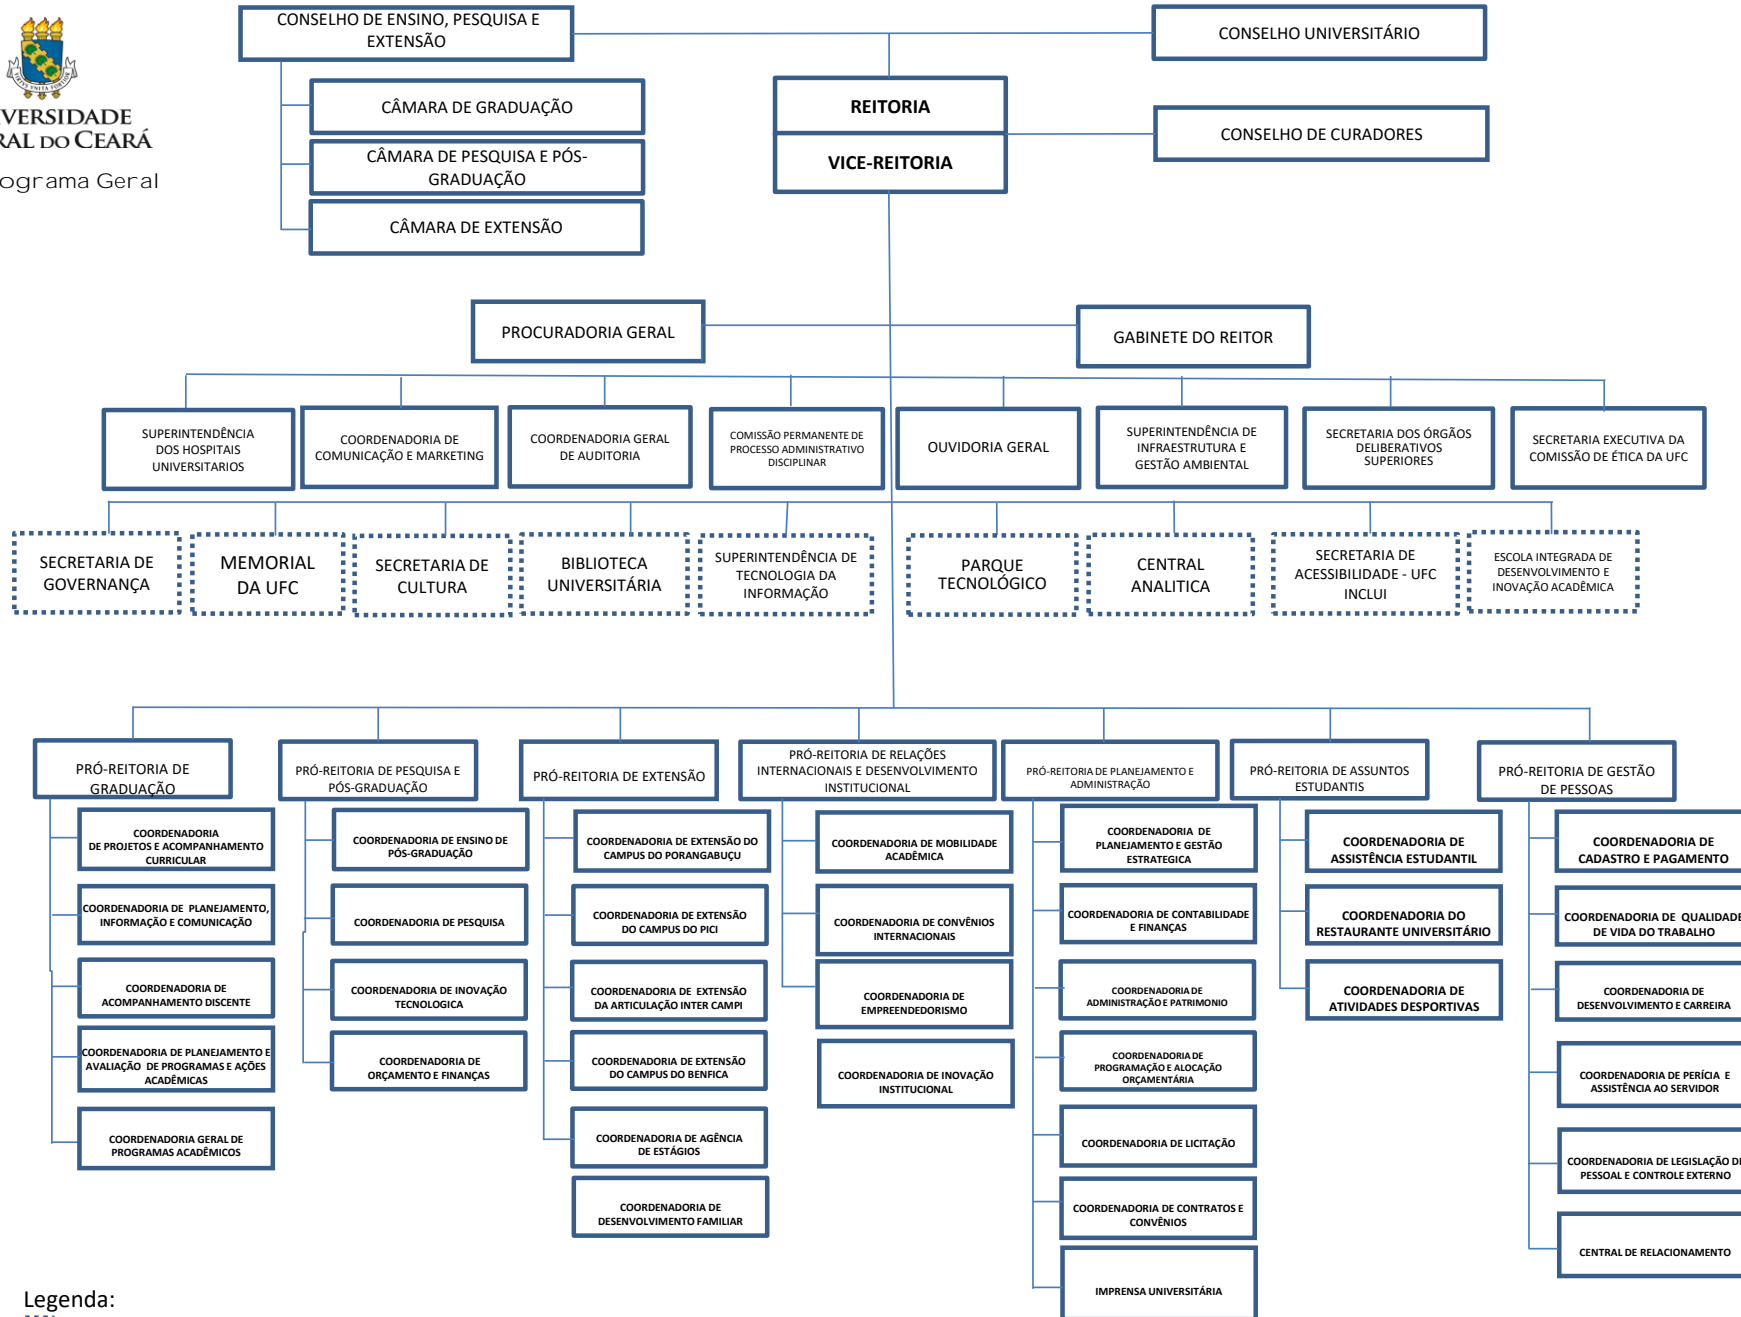 CONSELHO DE ENSINO, PESQUISA E
EXTENSÃO
CONSELHO UNIVERSITÁRIO
VIRTUS UNITA FORTIOR
VERSIDADE
RAL DO CEARÁ
ograma Geral
CÂMARA DE GRADUAÇÃO
CÂMARA DE PESQUISA E PÓS-
GRADUAÇÃO
CÂMARA DE EXTENSÃO
REITORIA
VICE-REITORIA
CONSELHO DE CURADORES
PROCURADORIA GERAL
GABINETE DO REITOR
SUPERINTENDÊNCIA
DOS HOSPITAIS
UNIVERSITARIOS
COORDENADORIA DE
COMUNICAÇÃO E MARKETING
COORDENADORIA GERAL
DE AUDITORIA
COMISSÃO PERMANENTE DE
PROCESSO ADMINISTRATIVO
DISCIPLINAR
OUVIDORIA GERAL
SUPERINTENDÊNCIA DE
INFRAESTRUTURA E
GESTÃO AMBIENTAL
SECRETARIA DOS ÓRGÃOS
DELIBERATIVOS
SUPERIORES
SECRETARIA EXECUTIVA DA
COMISSÃO DE ÉTICA DA UFC
SECRETARIA DE
GOVERNANÇA
MEMORIAL
DA UFC
SECRETARIA DE
CULTURA
BIBLIOTECA
UNIVERSITÁRIA
SUPERINTENDÊNCIA DE
TECNOLOGIA DA
INFORMAÇÃO
PARQUE
TECNOLÓGICO
CENTRAL
ANALITICA
SECRETARIA DE
ACESSIBILIDADE - UFC
INCLUI
ESCOLA INTEGRADA DE
DESENVOLVIMENTO E
INOVAÇÃO ACADÊMICA
PRÓ-REITORIA DE
GRADUAÇÃO
COORDENADORIA
DE PROJETOS E ACOMPANHAMENTO
CURRICULAR
COORDENADORIA DE PLANEJAMENTO,
INFORMAÇÃO E COMUNICAÇÃO
COORDENADORIA DE
ACOMPANHAMENTO DISCENTE
COORDENADORIA DE PLANEJAMENTO E
AVALIAÇÃO DE PROGRAMAS E AÇÕES
ACADÊMICAS
COORDENADORIA GERAL DE
PROGRAMAS ACADÊMICOS
PRÓ-REITORIA DE PESQUISA E
PÓS-GRADUAÇÃO
COORDENADORIA DE ENSINO DE
PÓS-GRADUAÇÃO
COORDENADORIA DE PESQUISA
COORDENADORIA DE INOVAÇÃO
TECNOLOGICA
COORDENADORIA DE
ORÇAMENTO E FINANÇAS
PRÓ-REITORIA DE EXTENSÃO
COORDENADORIA DE EXTENSÃO DO
CAMPUS DO PORANGABUÇU
COORDENADORIA DE EXTENSÃO
DO CAMPUS DO PICI
COORDENADORIA DE EXTENSÃO
DA ARTICULAÇÃO INTER CAMPI
COORDENADORIA DE EXTENSÃO
DO CAMPUS DO BENFICA
COORDENADORIA DE AGÊNCIA
DE ESTÁGIOS
COORDENADORIA DE
DESENVOLVIMENTO FAMILIAR
PRÓ-REITORIA DE RELAÇÕES
INTERNACIONAIS E DESENVOLVIMENTO
INSTITUCIONAL
COORDENADORIA DE MOBILIDADE
ACADÊMICA
COORDENADORIA DE CONVÊNIOS
INTERNACIONAIS
COORDENADORIA DE
EMPREENDEDORISMO
COORDENADORIA DE INOVAÇÃO
INSTITUCIONAL
PRÓ-REITORIA DE PLANEJAMENTO E
ADMINISTRAÇÃO
COORDENADORIA DE
PLANEJAMENTO E GESTÃO
ESTRATEGICA
COORDENADORIA DE CONTABILIDADE
E FINANÇAS
COORDENADORIA DE
ADMINISTRAÇÃO E PATRIMONIO
COORDENADORIA DE
PROGRAMAÇÃO E ALOCAÇÃO
ORÇAMENTÁRIA
COORDENADORIA DE LICITAÇÃO
COORDENADORIA DE CONTRATOS E
CONVÊNIOS
IMPRENSA UNIVERSITÁRIA
PRÓ-REITORIA DE ASSUNTOS
ESTUDANTIS
COORDENADORIA DE
ASSISTÊNCIA ESTUDANTIL
COORDENADORIA DO
RESTAURANTE UNIVERSITÁRIO
COORDENADORIA DE
ATIVIDADES DESPORTIVAS
PRÓ-REITORIA DE GESTÃO
DE PESSOAS
COORDENADORIA DE
CADASTRO E PAGAMENTO
COORDENADORIA DE QUALIDADE
DE VIDA DO TRABALHO
COORDENADORIA DE
DESENVOLVIMENTO E CARREIRA
COORDENADORIA DE PERÍCIA E
ASSISTÊNCIA AO SERVIDOR
COORDENADORIA DE LEGISLAÇÃO DE
PESSOAL E CONTROLE EXTERNO
CENTRAL DE RELACIONAMENTO
Legenda: